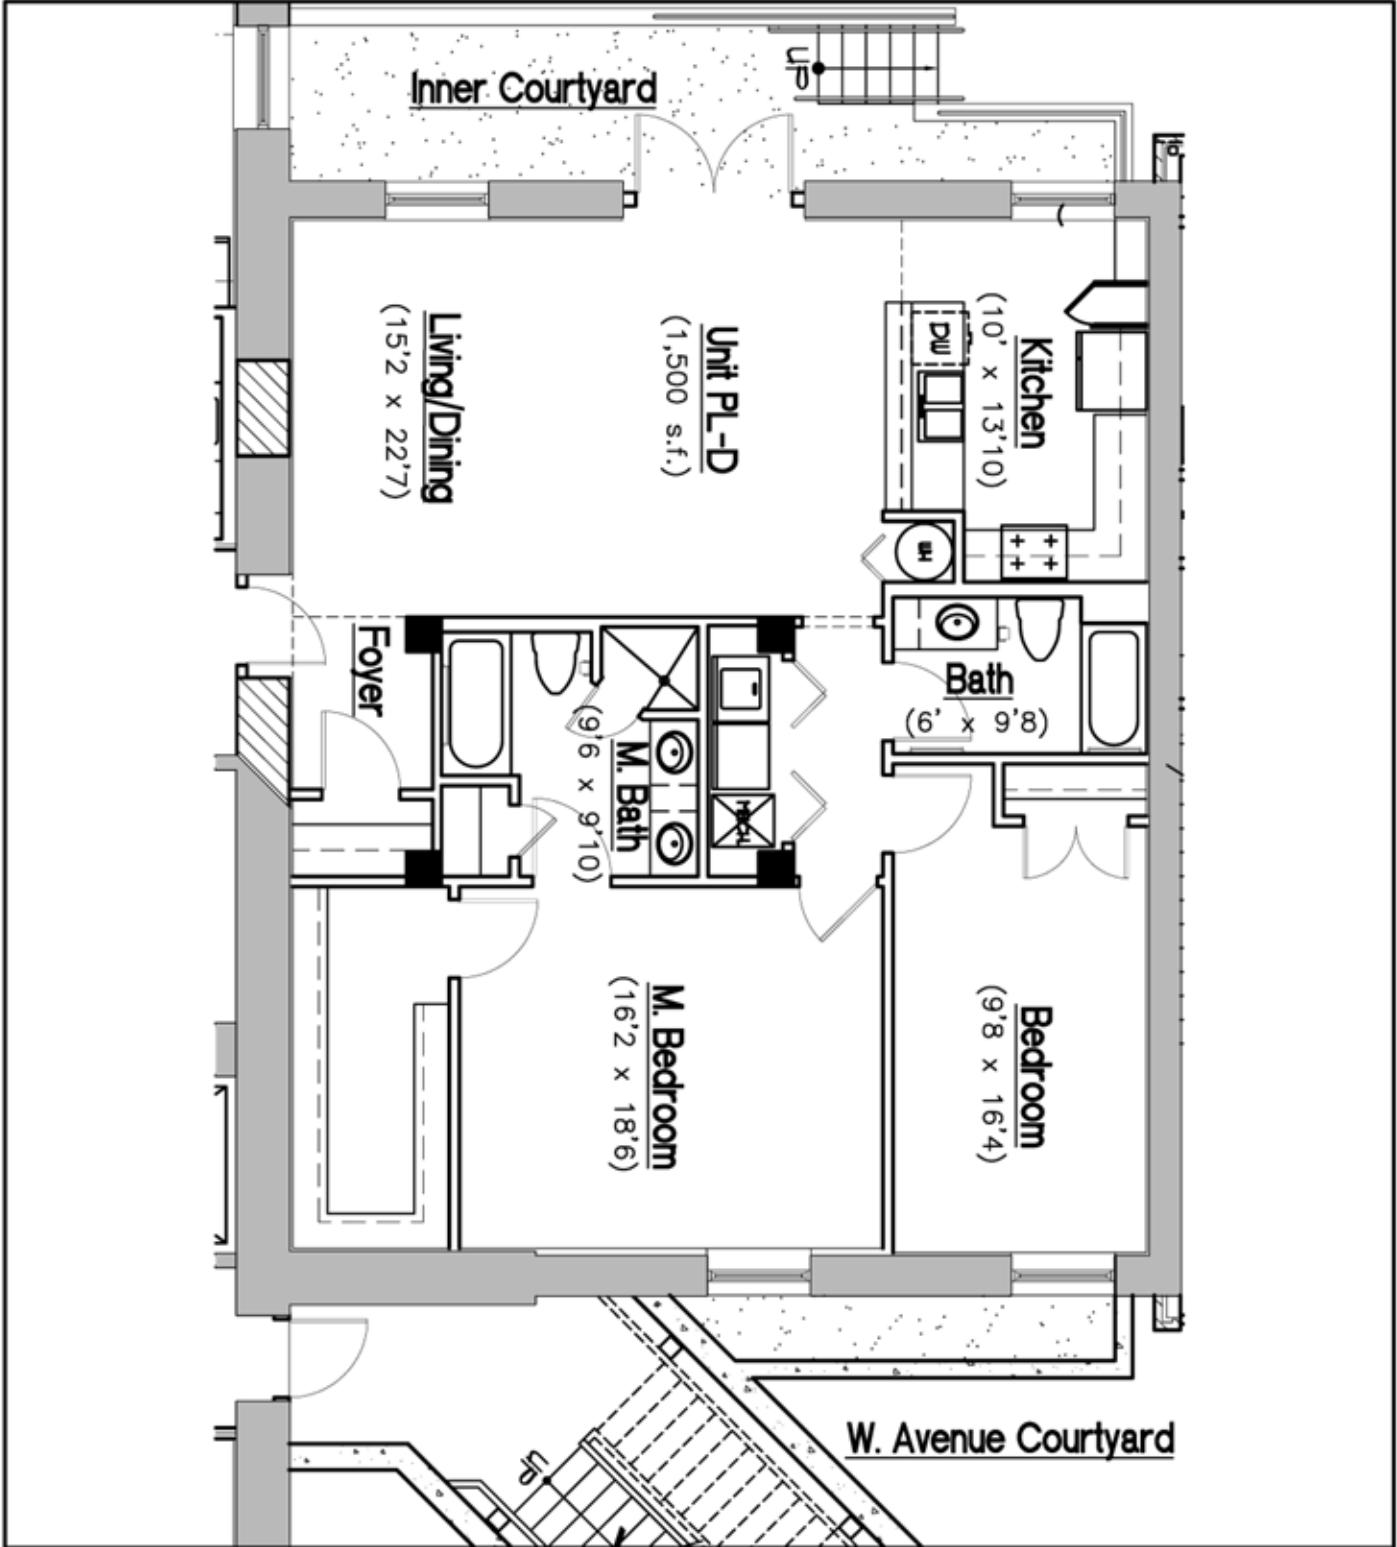 Inner Courtyard
UP
Kitchen
(10' x 13'10)
DW
Unit PL-D
(1,500 s.f.)
Living/Dining
(15'2 x 22'7)
WH
Foyer
Bath
(6' x 9'8)
M. Bath
(9'6 x 9'10)
MECH.
Bedroom
(9'8 x 16'4)
M. Bedroom
(16'2 x 18'6)
W. Avenue Courtyard
UP